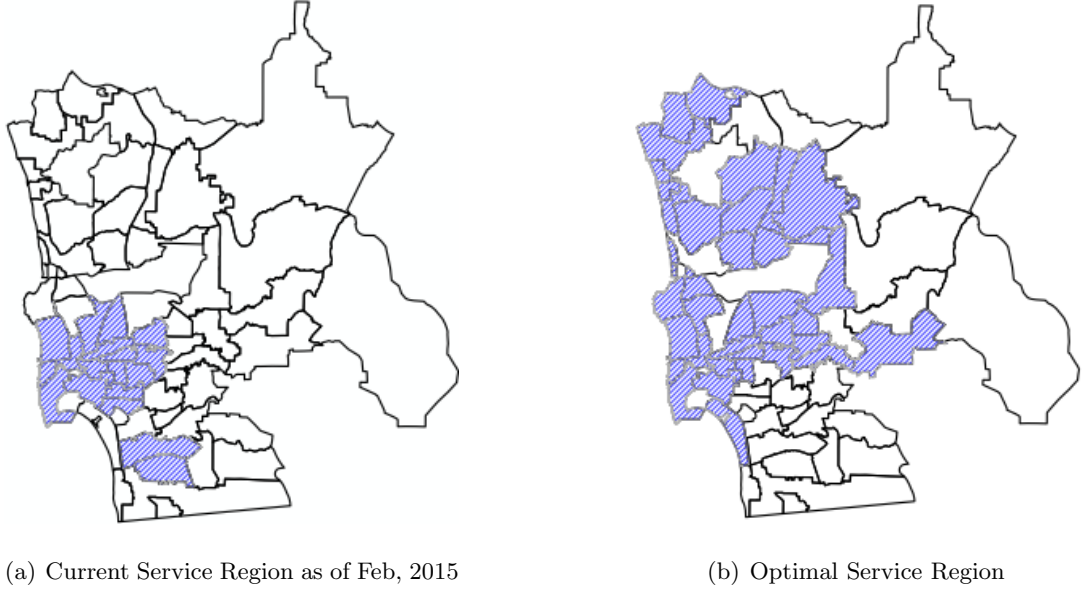 (a) Current Service Region as of Feb, 2015
(b) Optimal Service Region